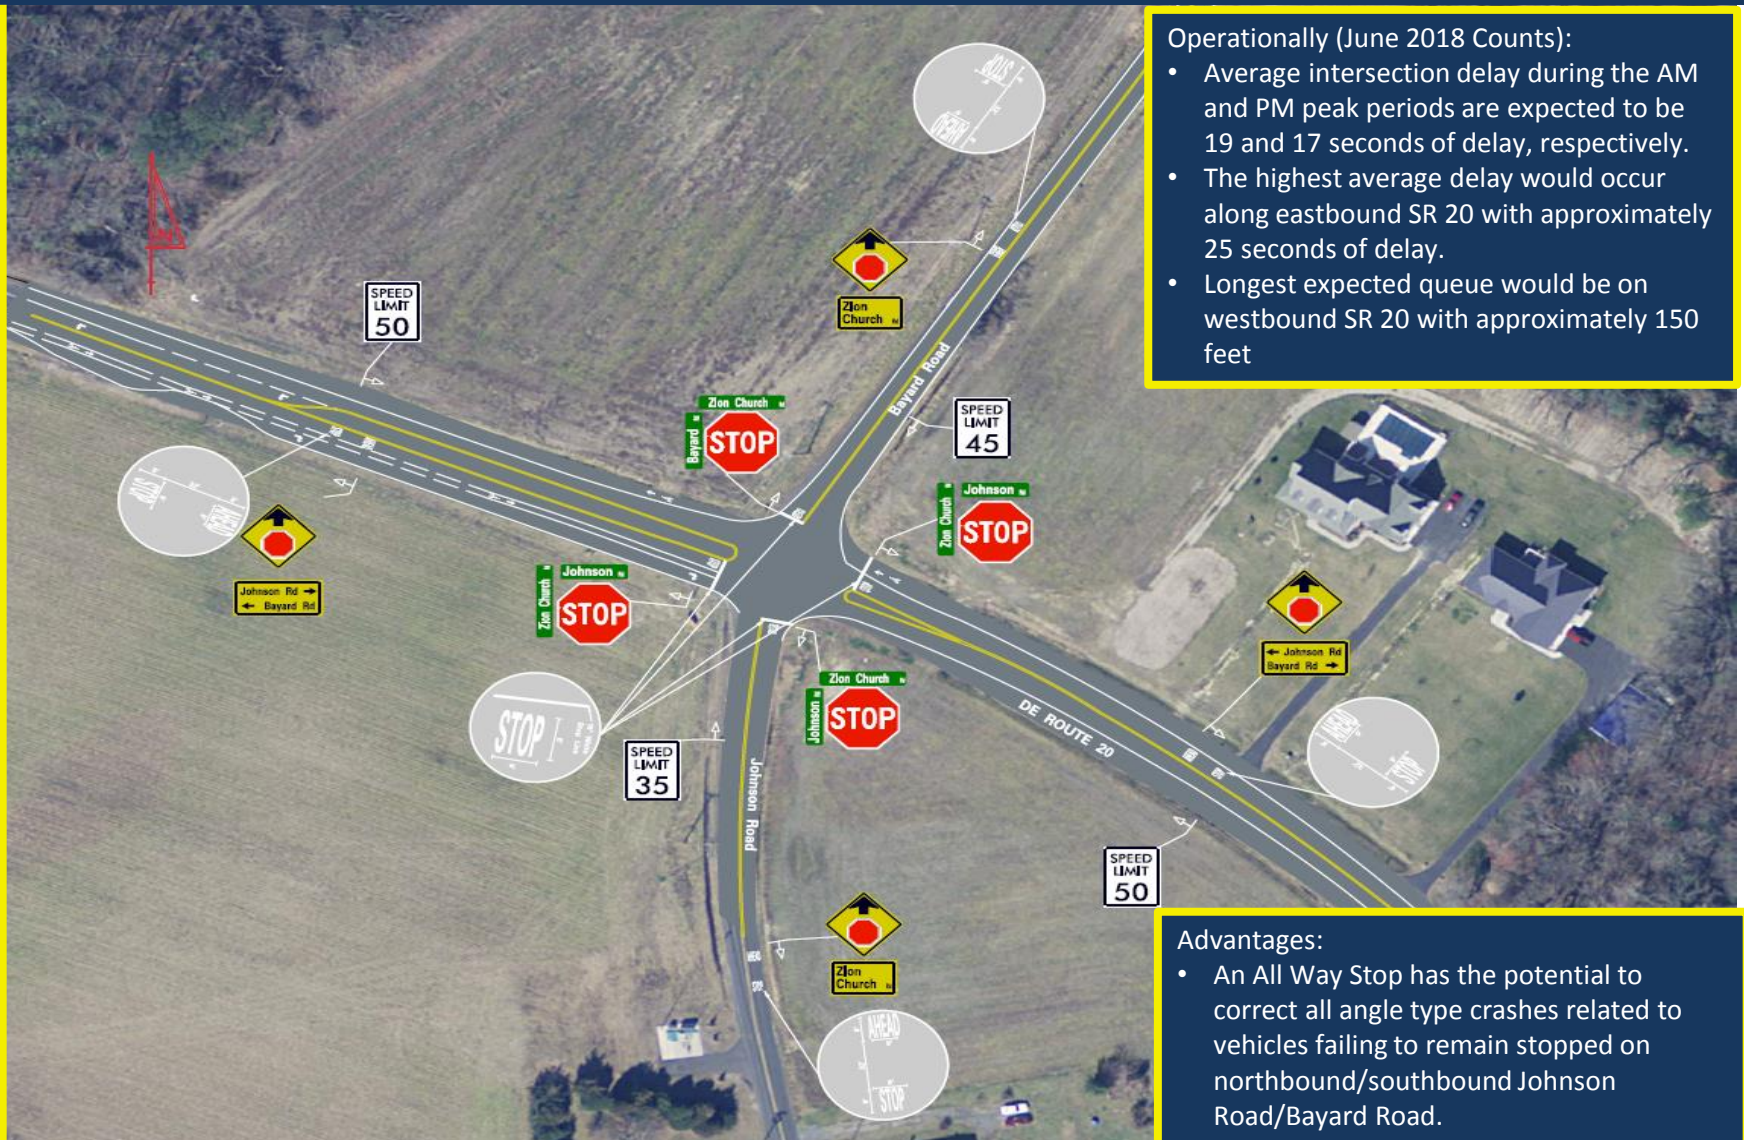 Operationally (June 2018 Counts):
• Average intersection delay during the AM
and PM peak periods are expected to be
19 and 17 seconds of delay, respectively.
• The highest average delay would occur
along eastbound SR 20 with approximately
25 seconds of delay.
• Longest expected queue would be on
westbound SR 20 with approximately 150
feet
STOP
AHEAD
SPEED
LIMIT
50
Zion
Church
Bayard Road
Zion Church
Bayard
STOP
SPEED
LIMIT
45
Johnson
Zion Church
STOP
STOP
AHEAD
Johnson Rd →
← Bayard Rd
Johnson
Zion Church
STOP
← Johnson Rd
Bayard Rd →
STOP
Zion Church
Johnson
STOP
DE ROUTE 20
AHEAD
STOP
SPEED
LIMIT
35
Johnson Road
SPEED
LIMIT
50
Zion
Church
AHEAD
STOP
Advantages:
• An All Way Stop has the potential to
correct all angle type crashes related to
vehicles failing to remain stopped on
northbound/southbound Johnson
Road/Bayard Road.